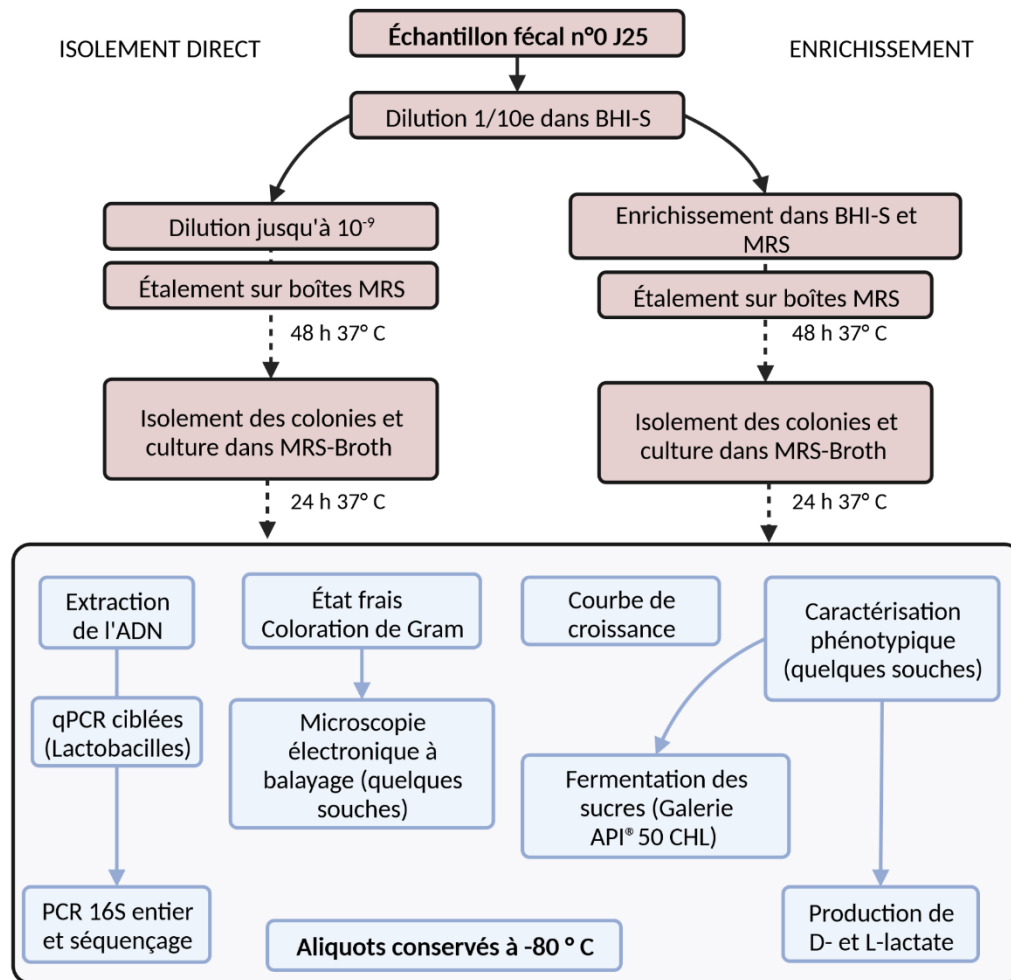 ISOLEMENT DIRECT
Échantillon fécal n°0 J25
ENRICHISSEMENT
Dilution 1/10e dans BHI-S
Dilution jusqu'à 10⁻⁹
Étalement sur boîtes MRS
48 h 37° C
Isolement des colonies et
culture dans MRS-Broth
24 h 37° C
Enrichissement dans BHI-S et
MRS
Étalement sur boîtes MRS
48 h 37° C
Isolement des colonies et
culture dans MRS-Broth
24 h 37° C
Extraction
de l'ADN
qPCR ciblées
(Lactobacilles)
PCR 16S entier
et séquençage
État frais
Coloration de Gram
Microscopie
électronique à
balayage (quelques
souches)
Courbe de
croissance
Caractérisation
phénotypique
(quelques souches)
Fermentation des
sucres (Galerie
API® 50 CHL)
Production de
D- et L-lactate
Aliquots conservés à -80 ° C